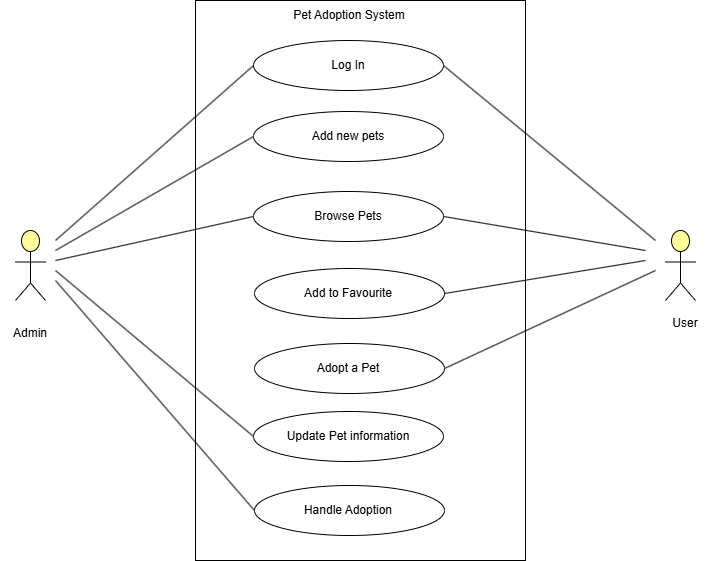 Pet Adoption System
Log In
Add new pets
Browse Pets
Add to Favourite
Adopt a Pet
Update Pet information
Handle Adoption
Admin
User